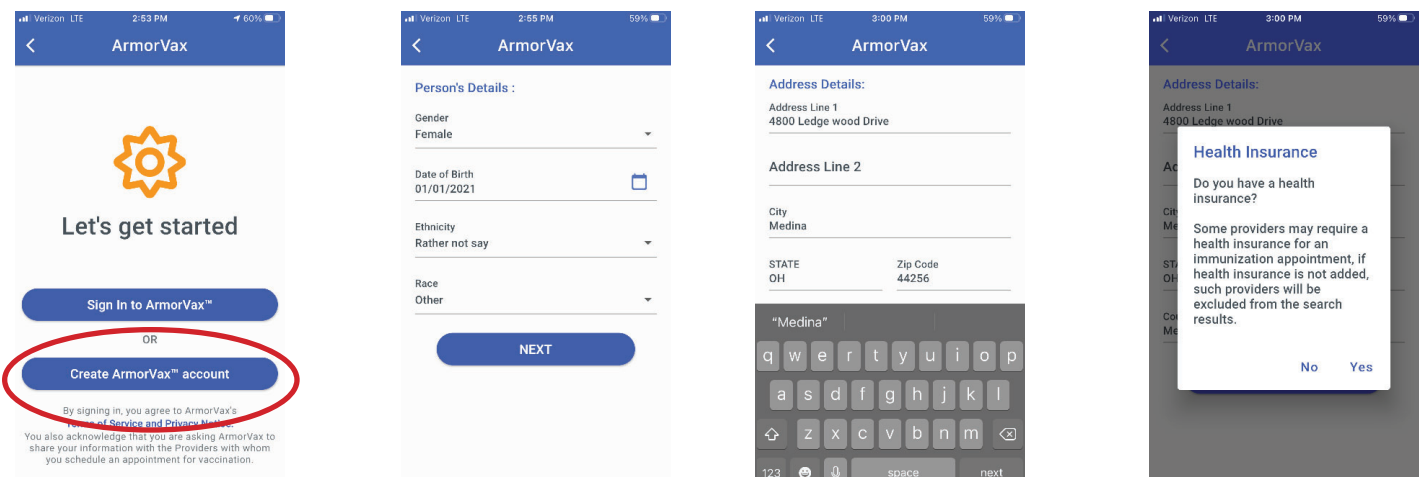 Verizon LTE 2:53 PM 60%
ArmorVax
Let's get started
Sign In to ArmorVax™
OR
Create ArmorVax™ account
By signing in, you agree to ArmorVax's
Terms of Service and Privacy Notice.
You also acknowledge that you are asking ArmorVax to
share your information with the Providers with whom
you schedule an appointment for vaccination.
Verizon LTE 2:55 PM 59%
ArmorVax
Person's Details :
Gender
Female
Date of Birth
01/01/2021
Ethnicity
Rather not say
Race
Other
NEXT
Verizon LTE 3:00 PM 59%
ArmorVax
Address Details:
Address Line 1
4800 Ledge wood Drive
Address Line 2
City
Medina
STATE Zip Code
OH 44256
"Medina"
q w e r t y u i o p
a s d f g h j k l
z x c v b n m
123 space next
Verizon LTE 3:00 PM 59%
ArmorVax
Address Details:
Address Line 1
4800 Ledge wood Drive
Health Insurance
Do you have a health
insurance?
Some providers may require a
health insurance for an
immunization appointment, if
health insurance is not added,
such providers will be
excluded from the search
results.
No Yes
OH